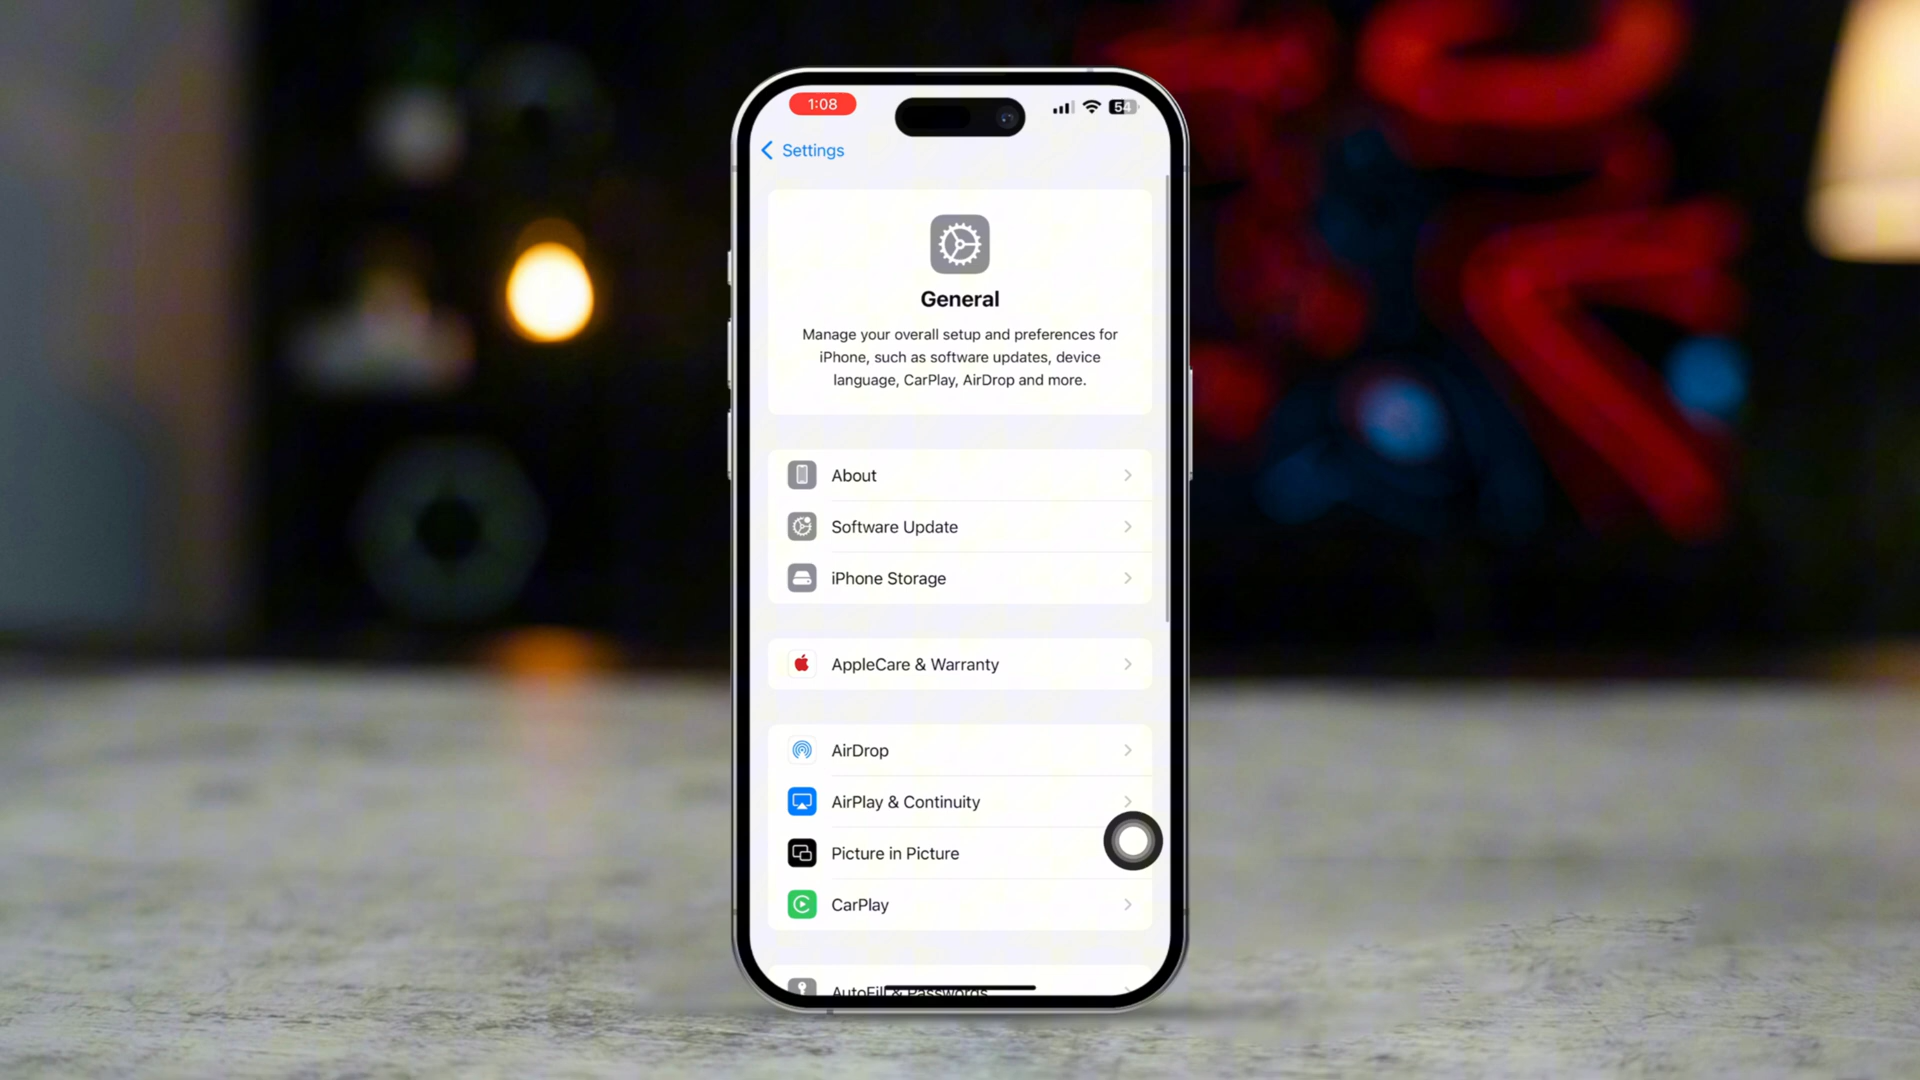 1:08
54
Settings
General
Manage your overall setup and preferences for
iPhone, such as software updates, device
language, CarPlay, AirDrop and more.
About
Software Update
iPhone Storage
AppleCare & Warranty
AirDrop
AirPlay & Continuity
Picture in Picture
CarPlay
AutoFill & Passwords